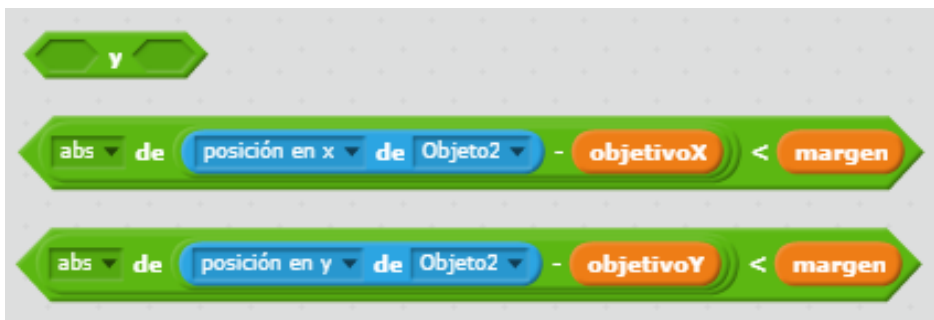 y
abs de posición en x de Objeto2 - objetivoX < margen
abs de posición en y de Objeto2 - objetivoY < margen